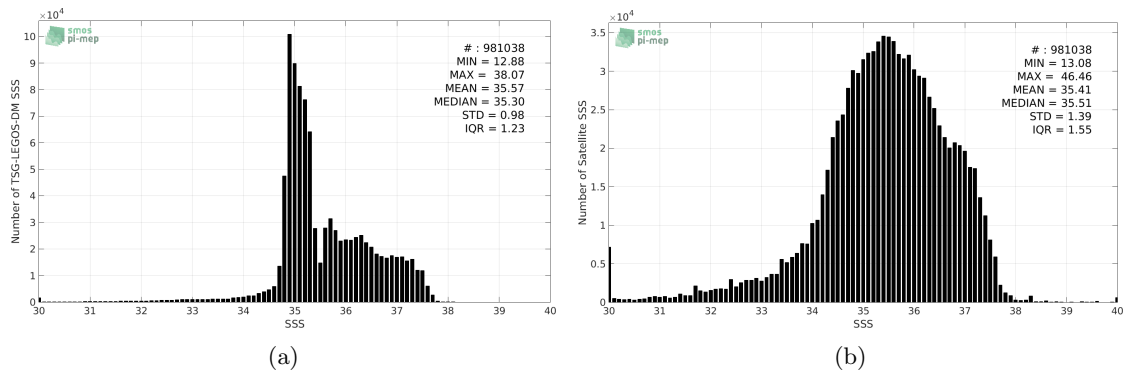 ×10⁴
smos
pi-mep
# : 981038
MIN = 12.88
MAX = 38.07
MEAN = 35.57
MEDIAN = 35.30
STD = 0.98
IQR = 1.23
Number of TSG-LEGOS-DM SSS
10
9
8
7
6
5
4
3
2
1
0
30 31 32 33 34 35 36 37 38 39 40
SSS
(a)
×10⁴
smos
pi-mep
# : 981038
MIN = 13.08
MAX = 46.46
MEAN = 35.41
MEDIAN = 35.51
STD = 1.39
IQR = 1.55
Number of Satellite SSS
3.5
3
2.5
2
1.5
1
0.5
0
30 31 32 33 34 35 36 37 38 39 40
SSS
(b)